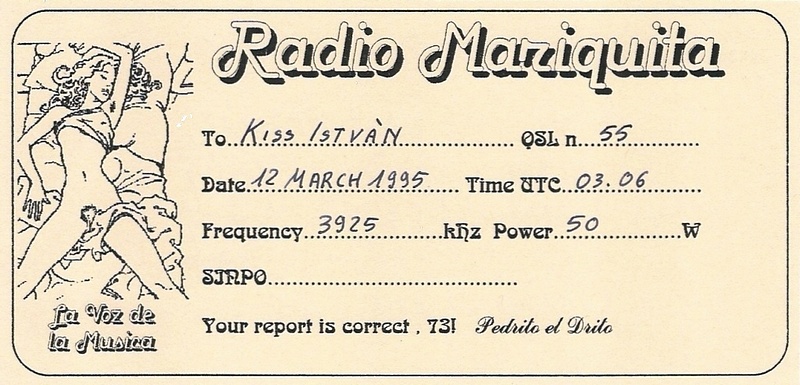 Radio Mariquita
To..Kiss Istvàn.......................... QSL n...55.............
Date.12 MARCH 1995..... Time UTC..03.06...........
Frequency..3925............kHz Power..50..............W
SINPO.............................................
Your report is correct , 73! Pedrito el Drito
La Voz de
la Musica